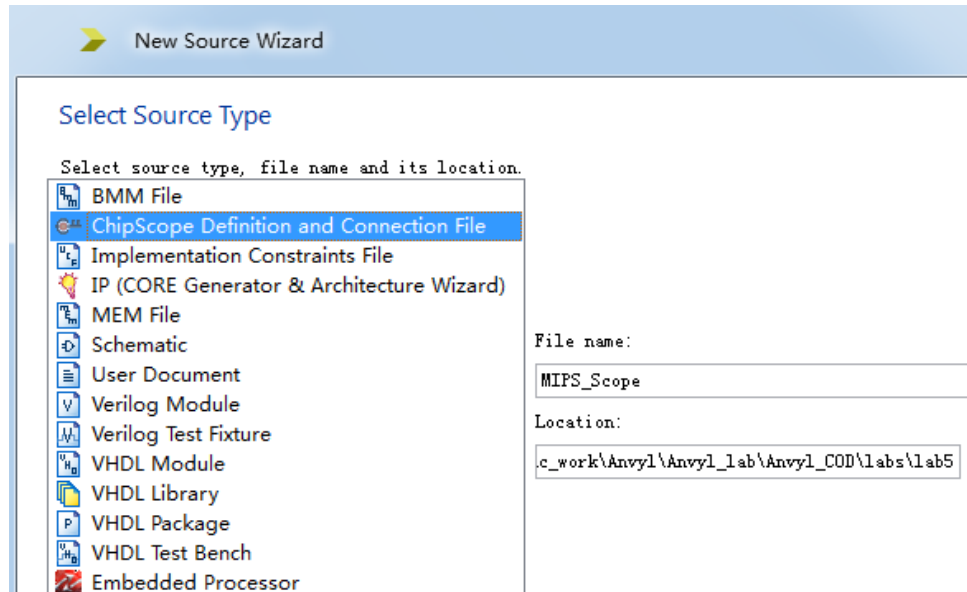 New Source Wizard
Select Source Type
Select source type, file name and its location.
BMM File
ChipScope Definition and Connection File
Implementation Constraints File
IP (CORE Generator & Architecture Wizard)
MEM File
Schematic
User Document
Verilog Module
Verilog Test Fixture
VHDL Module
VHDL Library
VHDL Package
VHDL Test Bench
Embedded Processor
File name:
MIPS_Scope
Location:
.c_work\Anvyl\Anvyl_lab\Anvyl_COD\labs\lab5